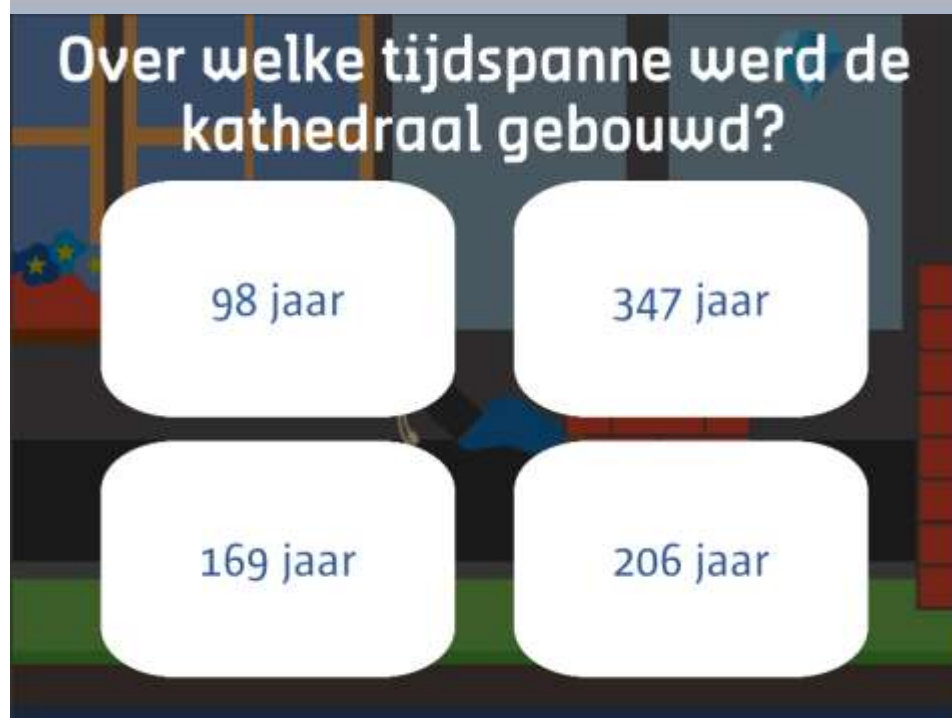 Over welke tijdspanne werd de
kathedraal gebouwd?
98 jaar
347 jaar
169 jaar
206 jaar